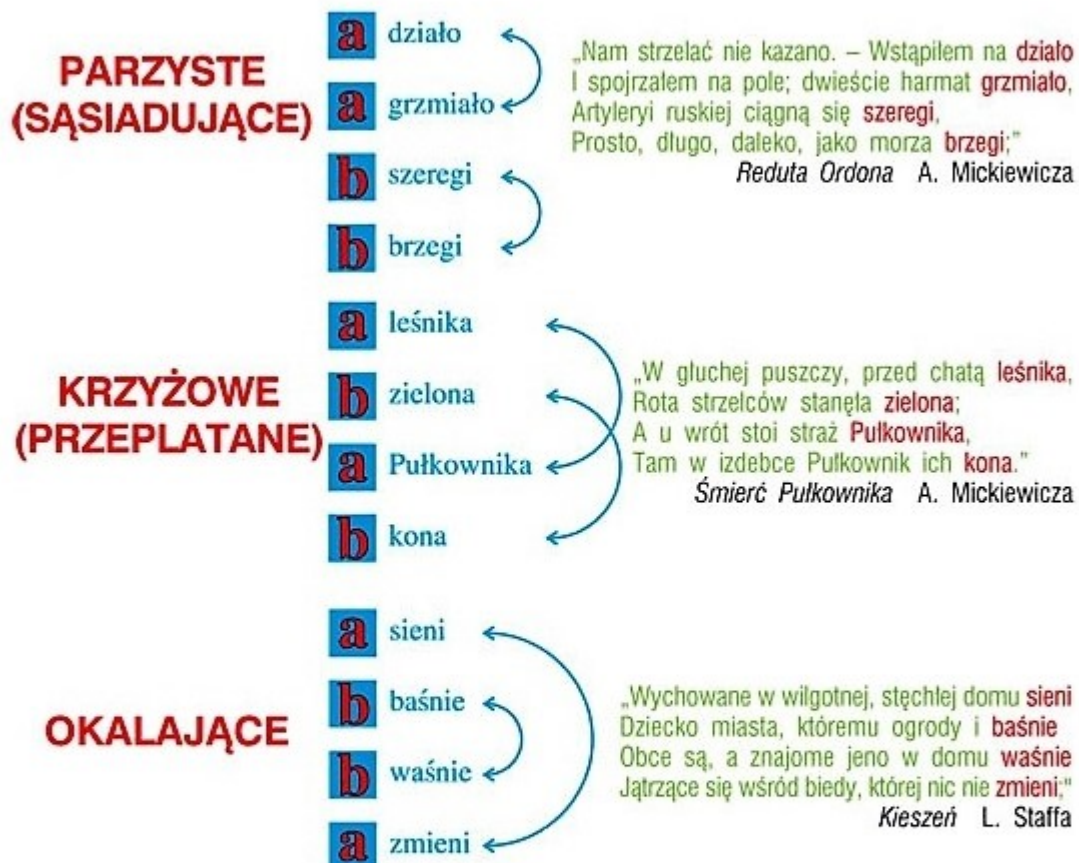 PARZYSTE
(SĄSIADUJĄCE)
a działo
a grzmiało
b szeregi
b brzegi
„Nam strzelać nie kazano. – Wstąpiłem na działo
I spojrzałem na pole; dwieście harmat grzmiało,
Artyleryi ruskiej ciągną się szeregi,
Prosto, długo, daleko, jako morza brzegi;”
Reduta Ordona A. Mickiewicza
KRZYŻOWE
(PRZEPLATANE)
a leśnika
b zielona
a Pułkownika
b kona
„W głuchej puszczy, przed chatą leśnika,
Rota strzelców stanęła zielona;
A u wrót stoi straż Pułkownika,
Tam w izdebce Pułkownik ich kona.”
Śmierć Pułkownika A. Mickiewicza
OKALAJĄCE
a sieni
b baśnie
b waśnie
a zmieni
„Wychowane w wilgotnej, stęchłej domu sieni
Dziecko miasta, któremu ogrody i baśnie
Obce są, a znajome jeno w domu waśnie
Jątrzące się wśród biedy, której nic nie zmieni;”
Kieszeń L. Staffa